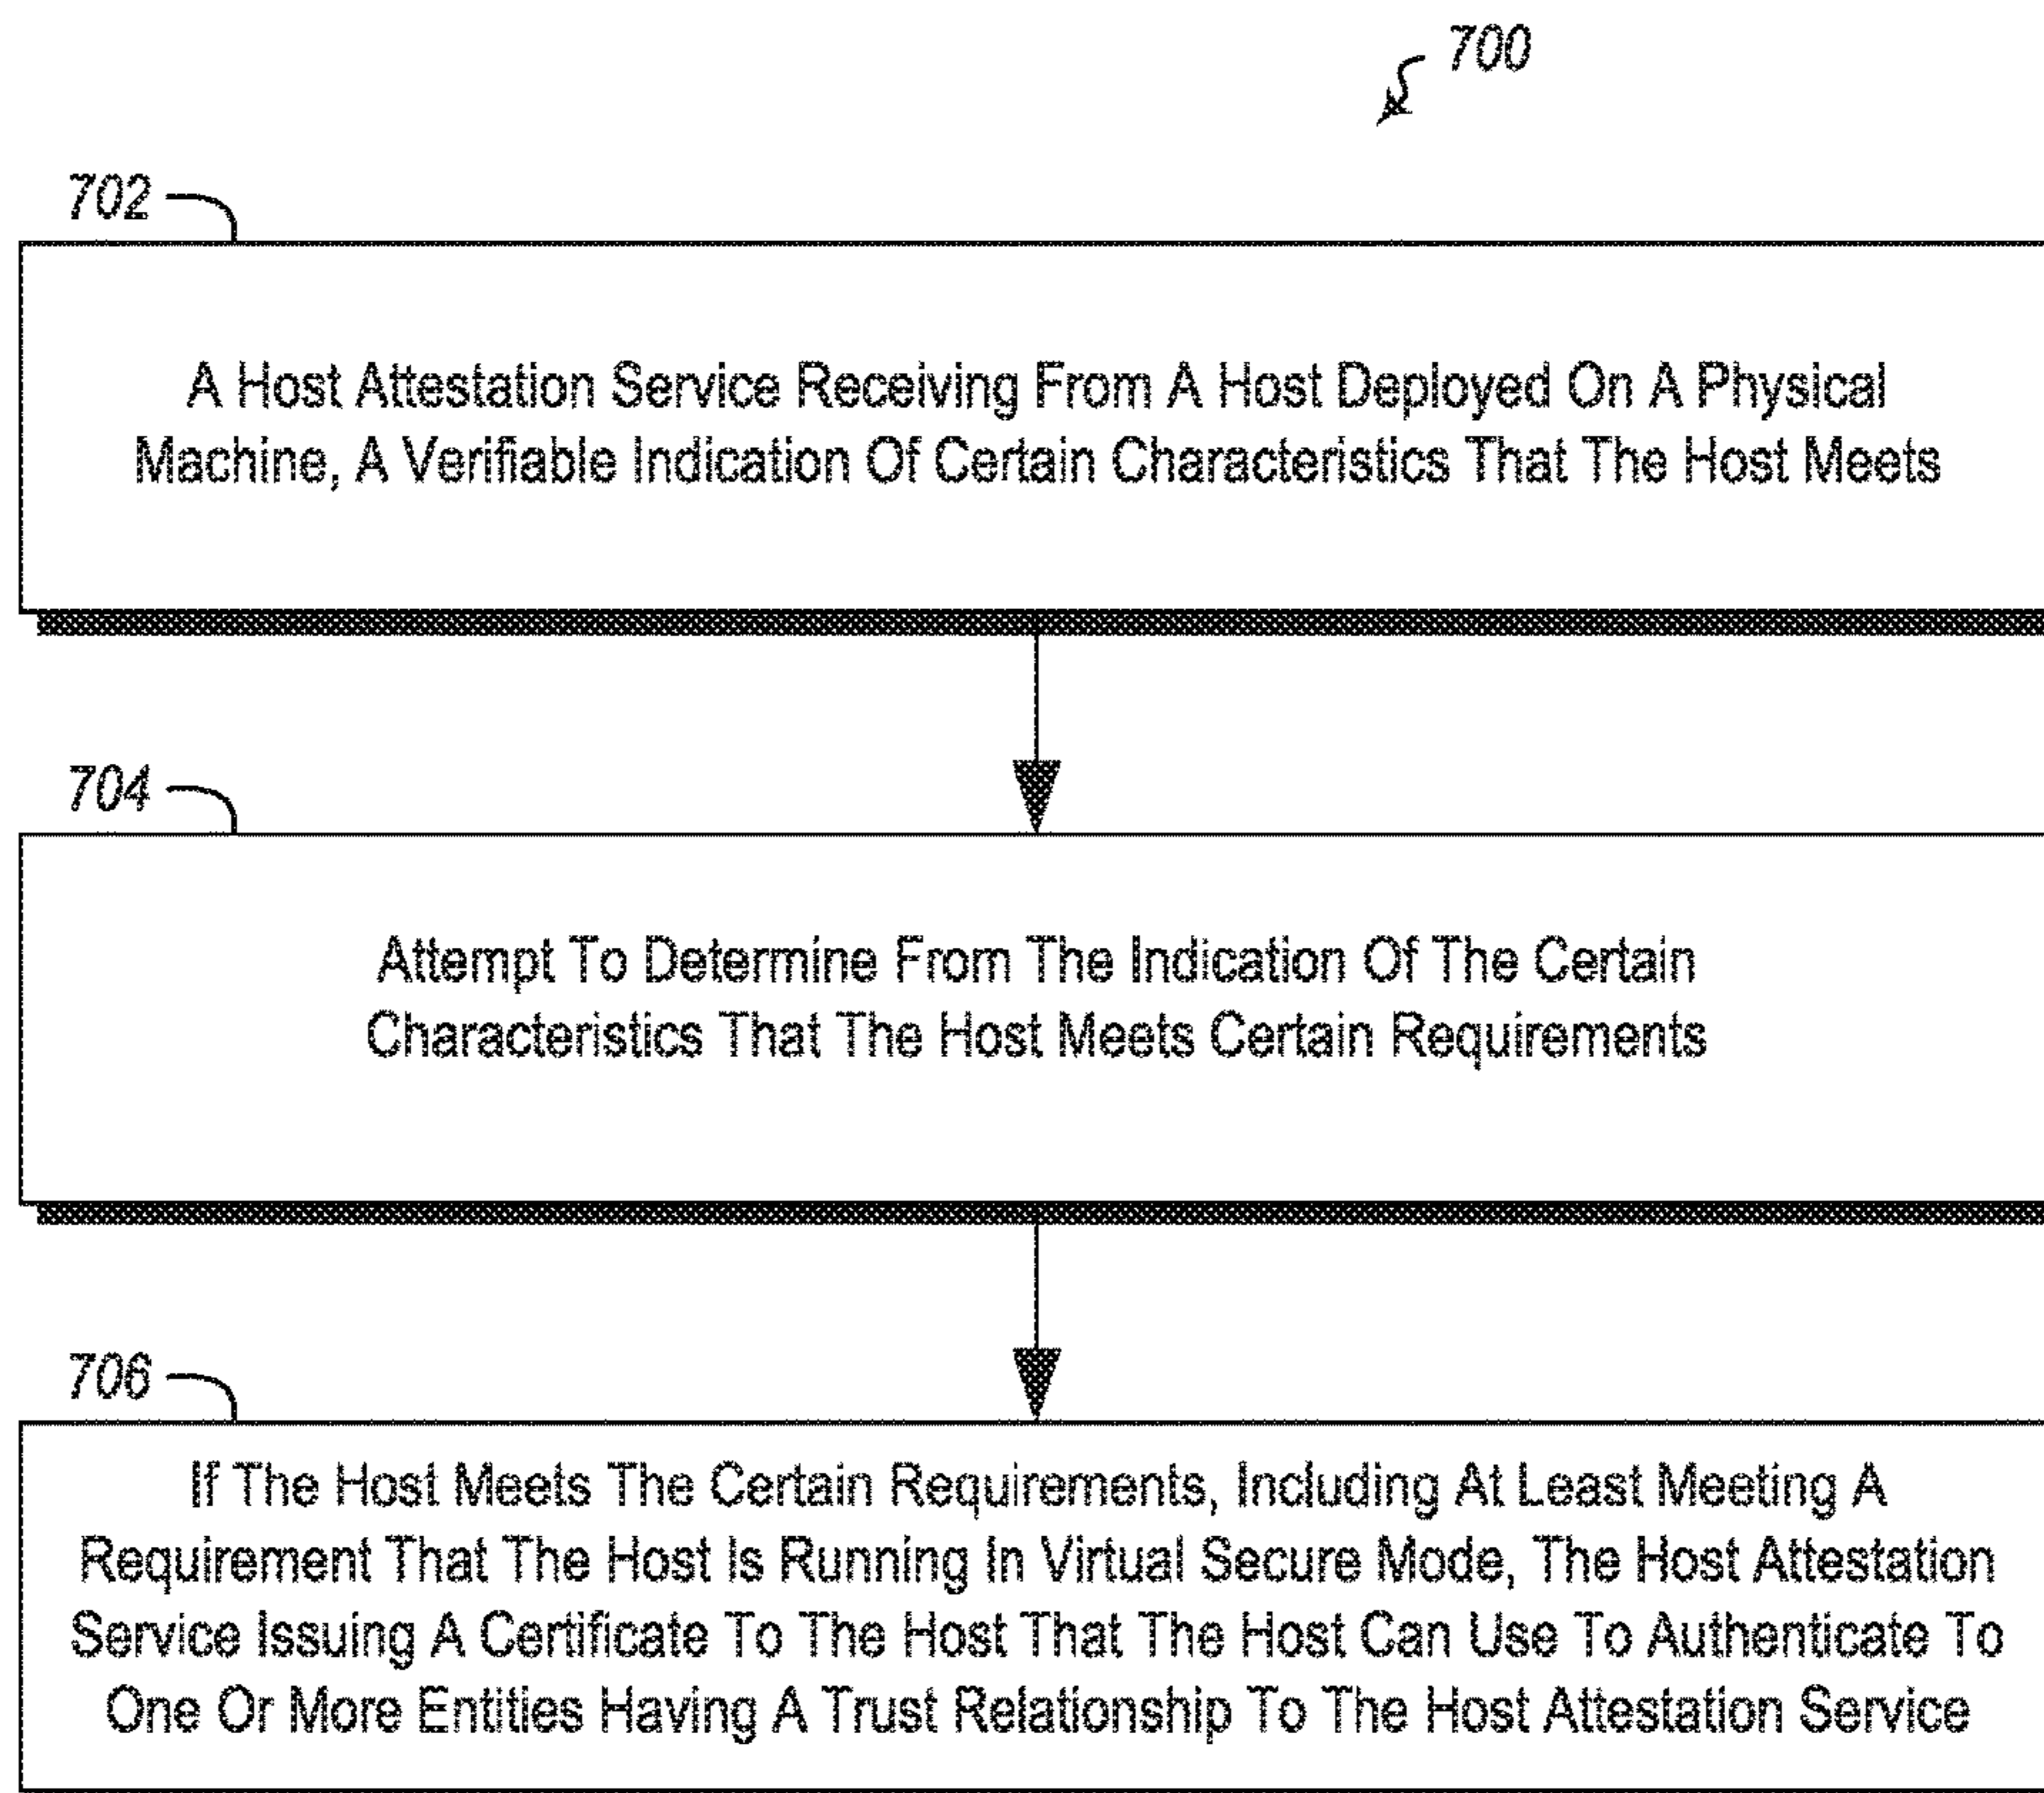 700
702
A Host Attestation Service Receiving From A Host Deployed On A Physical
Machine, A Verifiable Indication Of Certain Characteristics That The Host Meets
704
Attempt To Determine From The Indication Of The Certain
Characteristics That The Host Meets Certain Requirements
706
If The Host Meets The Certain Requirements, Including At Least Meeting A
Requirement That The Host Is Running In Virtual Secure Mode, The Host Attestation
Service Issuing A Certificate To The Host That The Host Can Use To Authenticate To
One Or More Entities Having A Trust Relationship To The Host Attestation Service